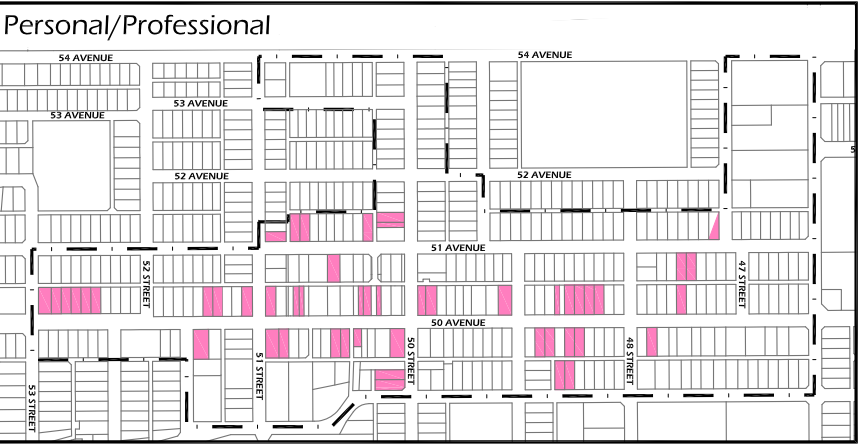 Personal/Professional
54 AVENUE
54 AVENUE
53 AVENUE
53 AVENUE
52 AVENUE
52 AVENUE
51 AVENUE
52 STREET
47 STREET
50 AVENUE
51 STREET
50 STREET
48 STREET
53 STREET
5